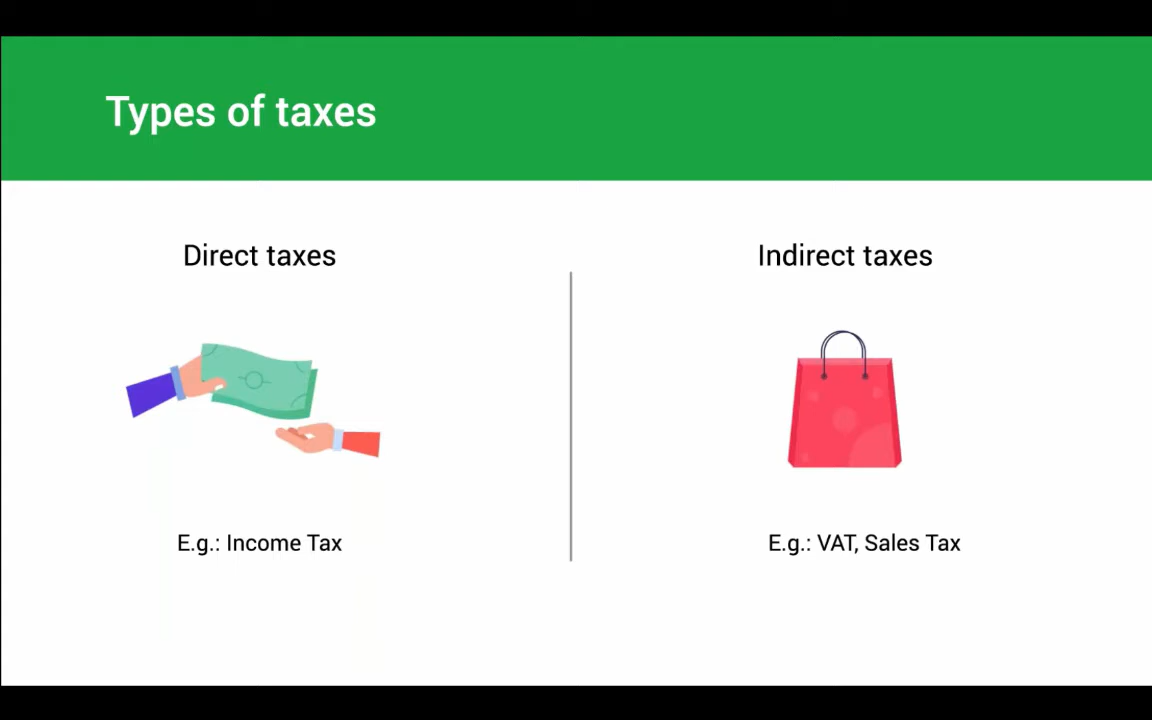 Types of taxes
Direct taxes
Indirect taxes
E.g.: Income Tax
E.g.: VAT, Sales Tax